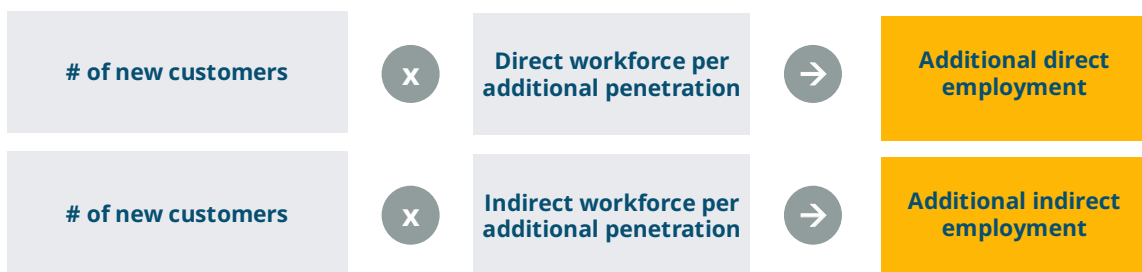 # of new customers
x
Direct workforce per
additional penetration
→
Additional direct
employment
# of new customers
x
Indirect workforce per
additional penetration
→
Additional indirect
employment